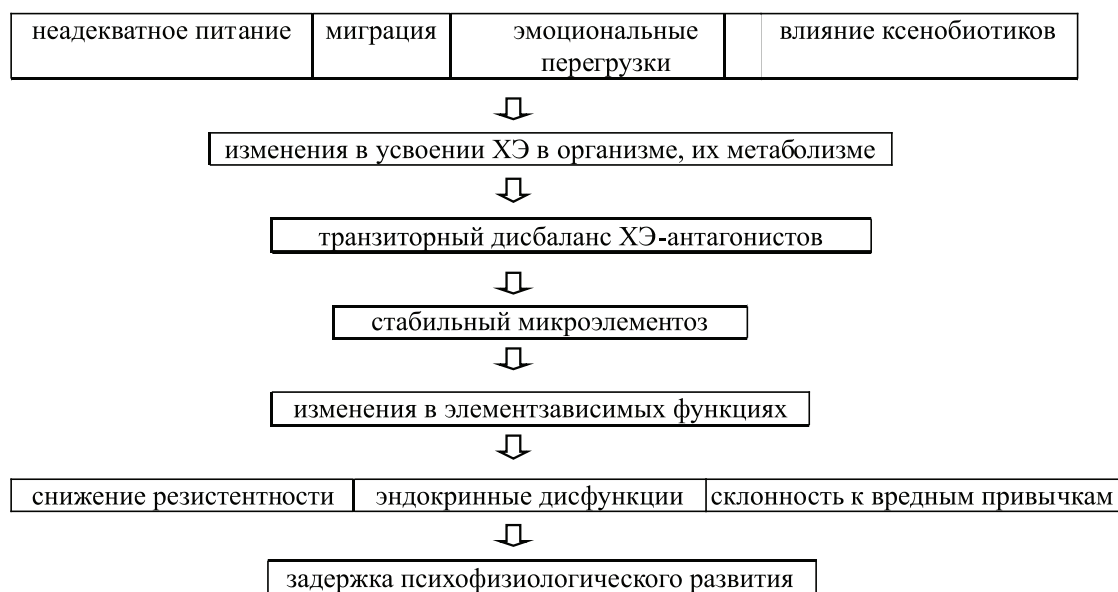 неадекватное питание миграция эмоциональные влияние ксенобиотиков
перегрузки
изменения в усвоении ХЭ в организме, их метаболизме
транзиторный дисбаланс ХЭ-антагонистов
стабильный микроэлементоз
изменения в элементзависимых функциях
снижение резистентности эндокринные дисфункции склонность к вредным привычкам
задержка психофизиологического развития